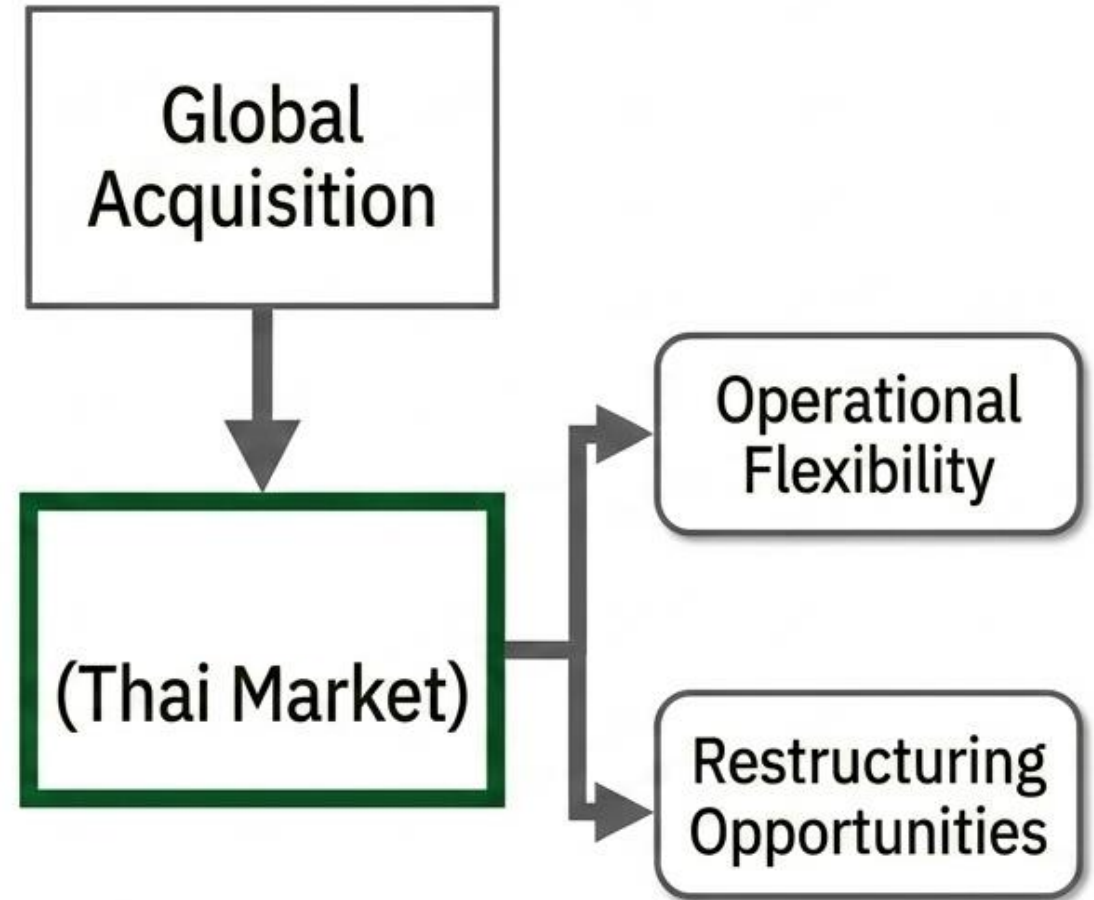 Global
Acquisition
Operational
Flexibility
(Thai Market)
Restructuring
Opportunities